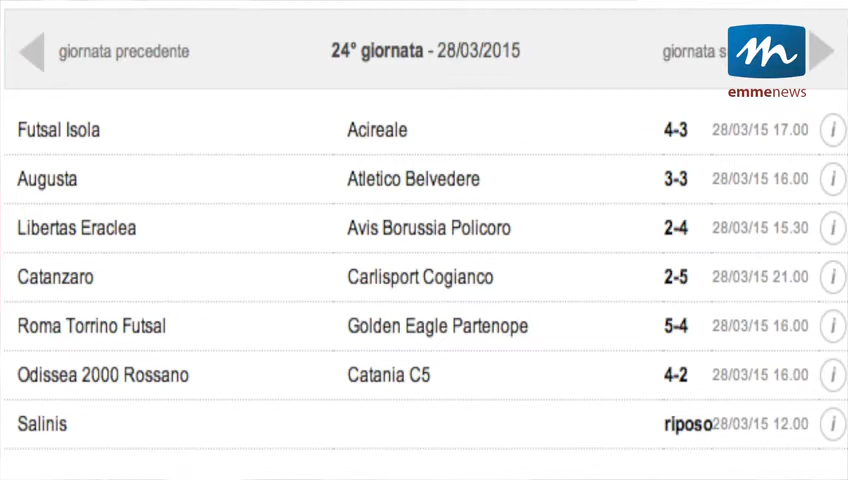 giornata precedente 24° giornata - 28/03/2015 giornata s
emmenews
Futsal Isola Acireale 4-3 28/03/15 17.00 i
Augusta Atletico Belvedere 3-3 28/03/15 16.00 i
Libertas Eraclea Avis Borussia Policoro 2-4 28/03/15 15.30 i
Catanzaro Carlisport Cogianco 2-5 28/03/15 21.00 i
Roma Torrino Futsal Golden Eagle Partenope 5-4 28/03/15 16.00 i
Odissea 2000 Rossano Catania C5 4-2 28/03/15 16.00 i
Salinis riposo 28/03/15 12.00 i